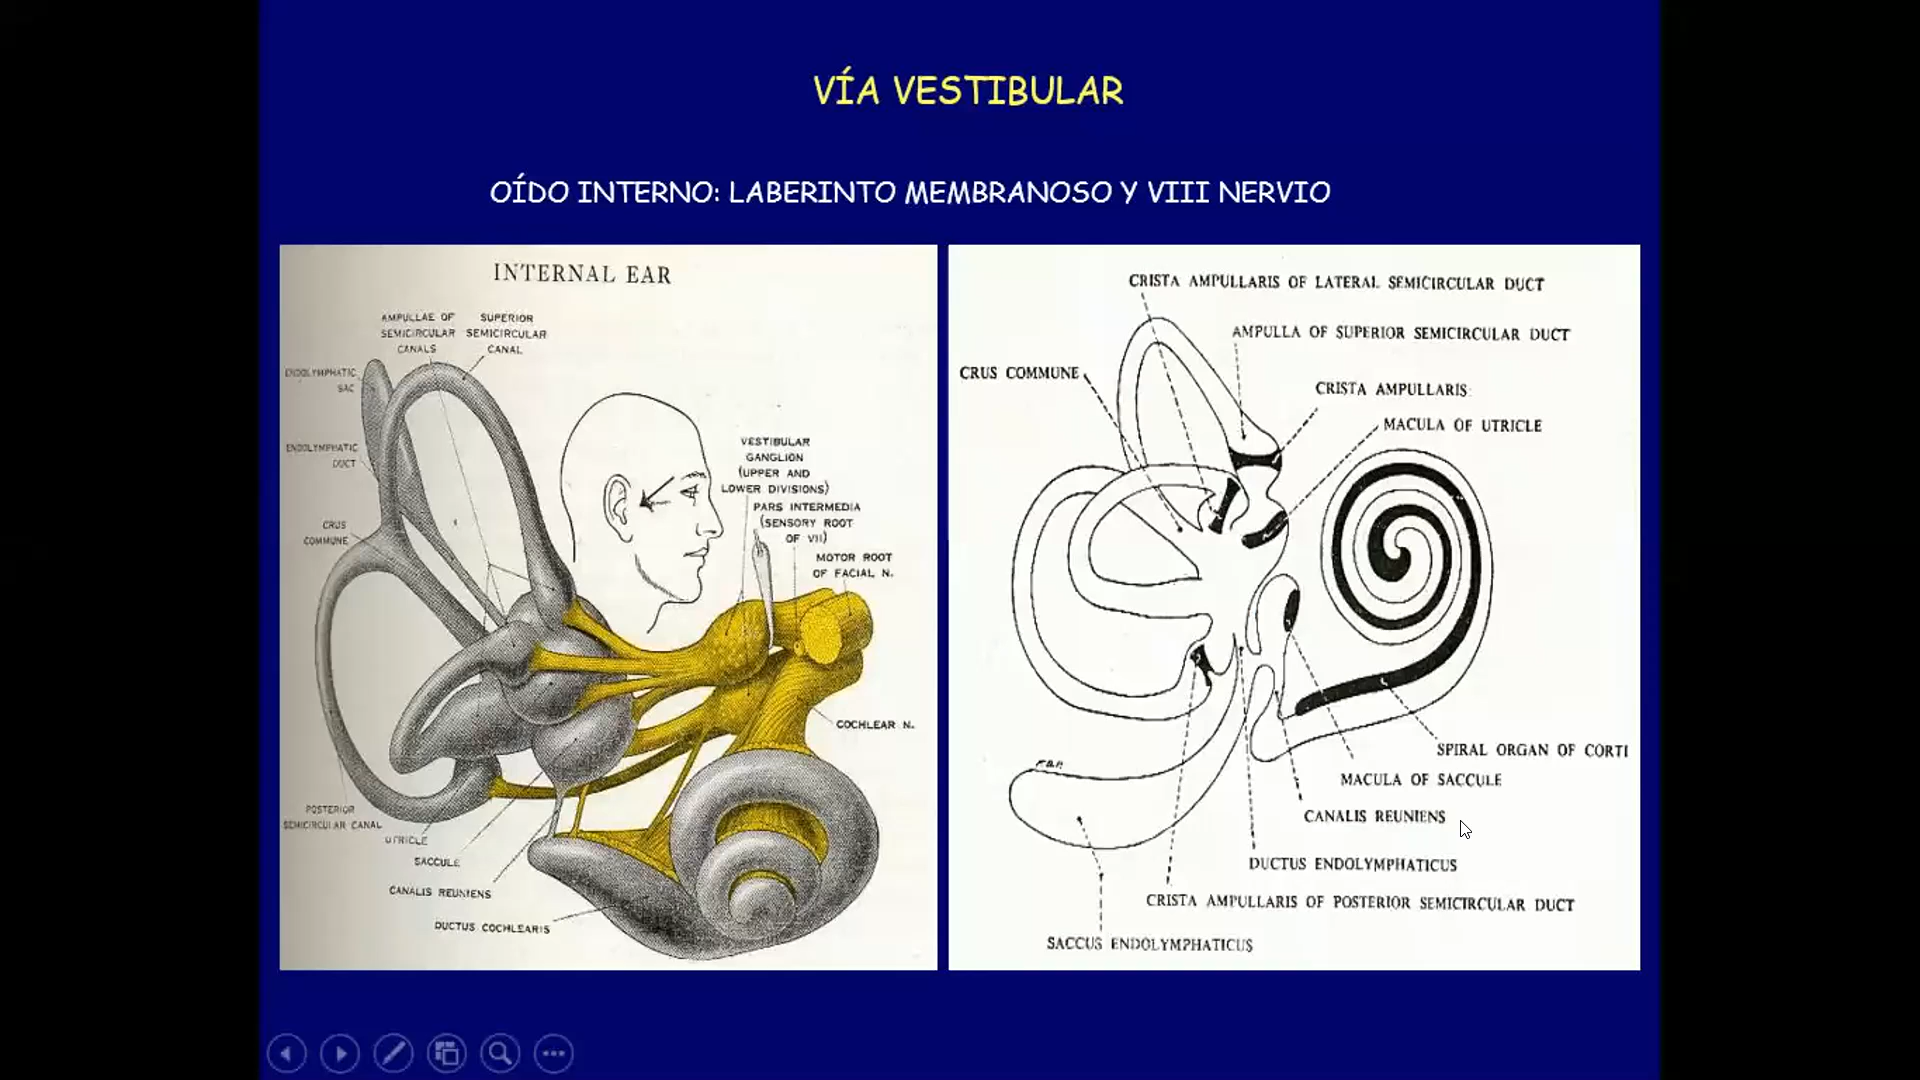 VÍA VESTIBULAR
OÍDO INTERNO: LABERINTO MEMBRANOSO Y VIII NERVIO
INTERNAL EAR
AMPULLAE OF
SEMICIRCULAR
CANALS
SUPERIOR
SEMICIRCULAR
CANAL
ENDOLYMPHATIC
SAC
ENDOLYMPHATIC
DUCT
CRUS
COMMUNE
VESTIBULAR
GANGLION
(UPPER AND
LOWER DIVISIONS)
PARS INTERMEDIA
(SENSORY ROOT
OF VII)
MOTOR ROOT
OF FACIAL N.
COCHLEAR N.
POSTERIOR
SEMICIRCULAR CANAL
UTRICLE
SACCULE
CANALIS REUNIENS
DUCTUS COCHLEARIS
CRISTA AMPULLARIS OF LATERAL SEMICIRCULAR DUCT
AMPULLA OF SUPERIOR SEMICIRCULAR DUCT
CRUS COMMUNE
CRISTA AMPULLARIS
MACULA OF UTRICLE
SPIRAL ORGAN OF CORTI
MACULA OF SACCULE
CANALIS REUNIENS
DUCTUS ENDOLYMPHATICUS
CRISTA AMPULLARIS OF POSTERIOR SEMICIRCULAR DUCT
SACCUS ENDOLYMPHATICUS